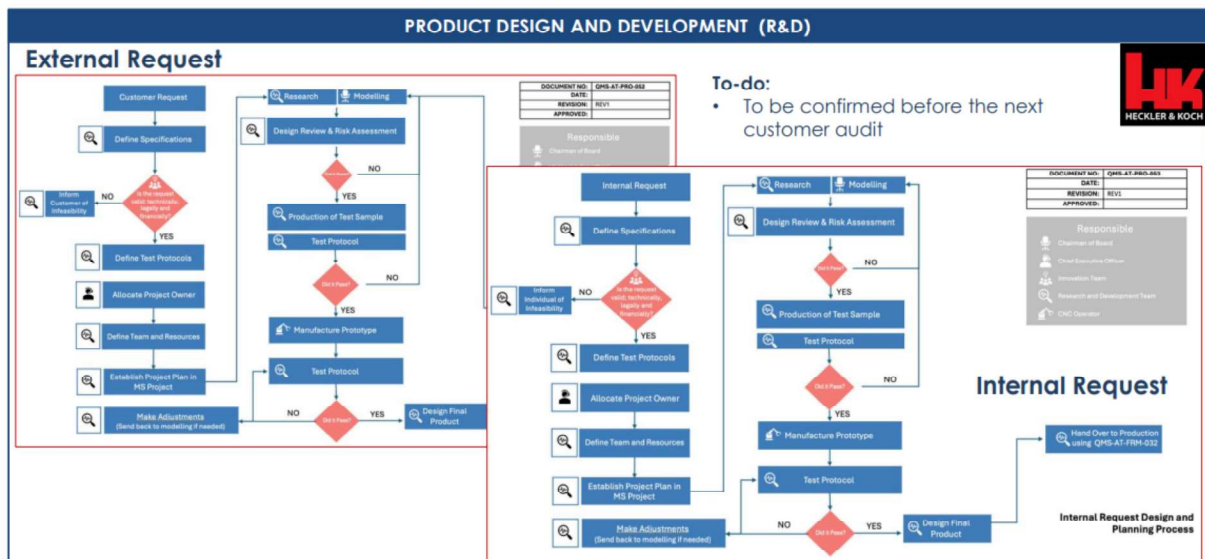 PRODUCT DESIGN AND DEVELOPMENT (R&D)
External Request
Customer Request
Define Specifications
Inform
Customer of
Infeasibility
NO
Is the request
valid; technically,
legally and
financially?
YES
Define Test Protocols
Allocate Project Owner
Define Team and Resources
Establish Project Plan in
MS Project
Make Adjustments
(Send back to modelling if needed)
Research
Modelling
Design Review & Risk Assessment
NO
YES
Production of Test Sample
Test Protocol
Did it Pass?
NO
YES
Manufacture Prototype
Test Protocol
NO
Did it Pass?
YES
Design Final
Product
DOCUMENT NO: QMS-AT-PRO-052
DATE:
REVISION: REV1
APPROVED:
Responsible
Chairman of Board
To-do:
• To be confirmed before the next
customer audit
HK
HECKLER & KOCH
Internal Request
Define Specifications
Inform
Individual of
Infeasibility
NO
Is the request
valid; technically,
legally and
financially?
YES
Define Test Protocols
Allocate Project Owner
Define Team and Resources
Establish Project Plan in
MS Project
Make Adjustments
(Send back to modelling if needed)
Research
Modelling
Design Review & Risk Assessment
Did it Pass?
NO
YES
Production of Test Sample
Test Protocol
Did it Pass?
NO
YES
Manufacture Prototype
Test Protocol
NO
Did it Pass?
YES
Design Final
Product
DOCUMENT NO:
DATE:
REVISION: REV1
APPROVED:
Responsible
Chairman of Board
Chief Executive Officer
Innovation Team
Research and Development Team
CNC Operator
Internal Request
Hand Over to Production
using QMS-AT-FRM-032
Internal Request Design and
Planning Process